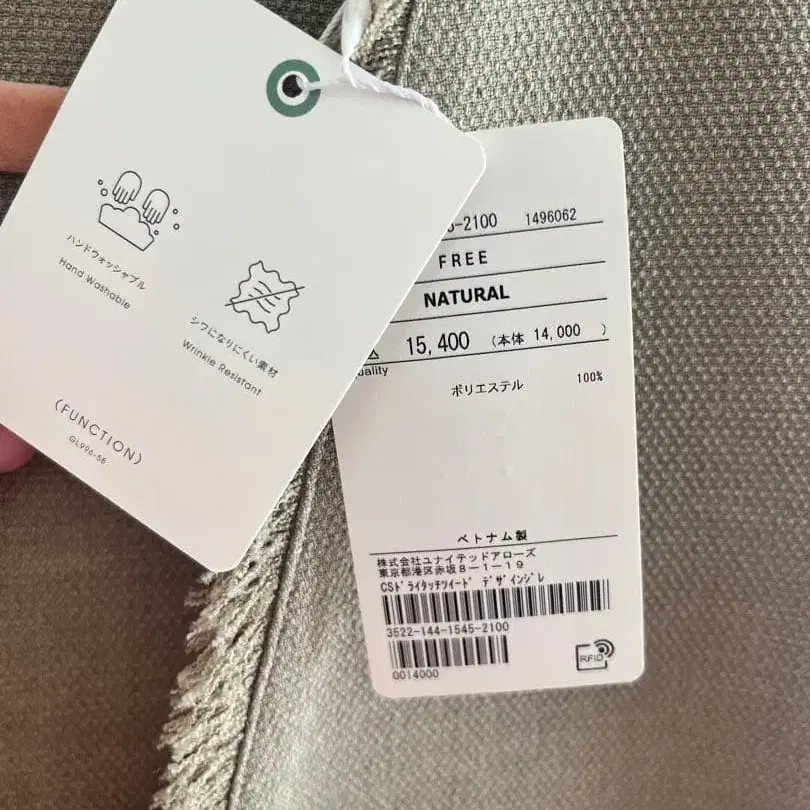 ハンドウォッシャブル
Hand Washable
シワになりにくい素材
Wrinkle Resistant
(FUNCTION)
GL996-58
-2100 1496062
FREE
NATURAL
15,400 (本体 14,000 )
uality
ポリエステル 100%
ベトナム製
株式会社ユナイテッドアローズ
東京都港区赤坂8-1-19
CSドライタッチツイード デザインジレ
3522-144-1545-2100
0014000
RFID